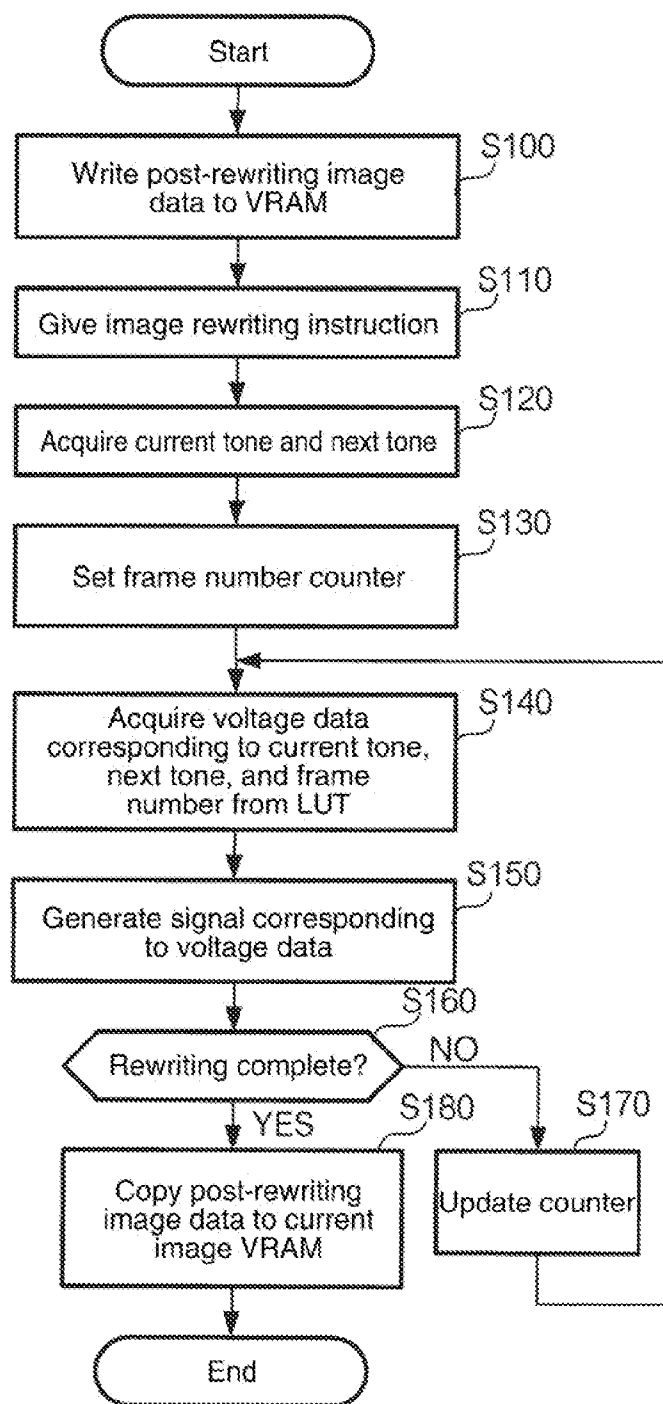 Start
S100
Write post-rewriting image
data to VRAM
S110
Give image rewriting instruction
S120
Acquire current tone and next tone
S130
Set frame number counter
S140
Acquire voltage data
corresponding to current tone,
next tone, and frame
number from LUT
S150
Generate signal corresponding
to voltage data
S160
Rewriting complete?
NO
YES
S180
S170
Copy post-rewriting
image data to current
image VRAM
Update counter
End